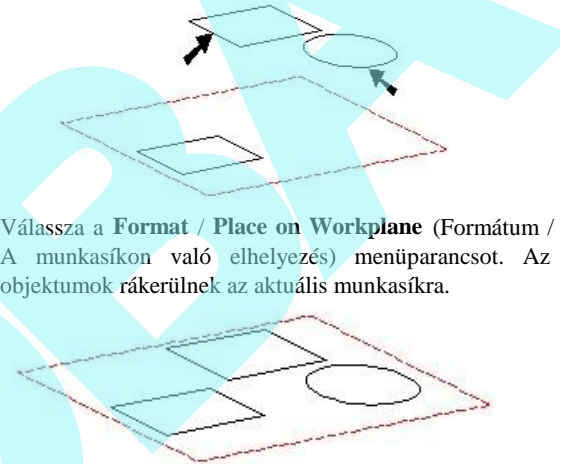 Válassza a Format / Place on Workplane (Formátum /
A munkasíkon való elhelyezés) menüparancsot. Az
objektumok rákerülnek az aktuális munkasíkra.